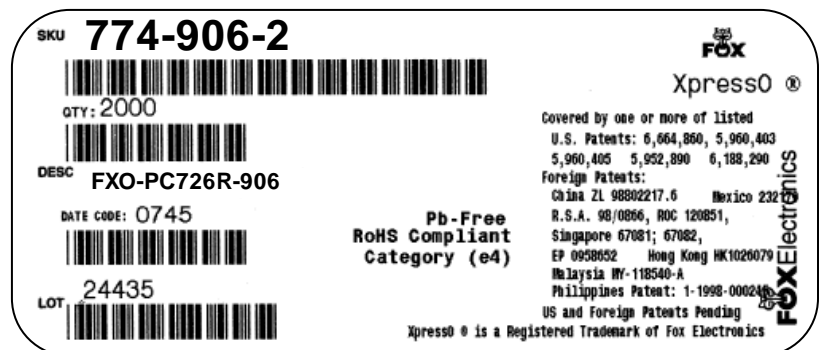 SKU 774-906-2
FOX
XpressO ®
QTY: 2000
Covered by one or more of listed
U.S. Patents: 6,664,860, 5,960,403
5,960,405 5,952,890 6,188,290
Foreign Patents:
China ZL 98802217.6 Mexico
R.S.A. 98/0866, ROC 120851,
Singapore 67081; 67082,
EP 0958652 Hong Kong HK1026079
Malaysia MY-118540-A
Philippines Patent:
US and Foreign Patents Pending
XpressO ® is a Registered Trademark of Fox Electronics
DESC FXO-PC726R-906
DATE CODE: 0745
Pb-Free
RoHS Compliant
Category (e4)
LOT 24435
FOXElectronics